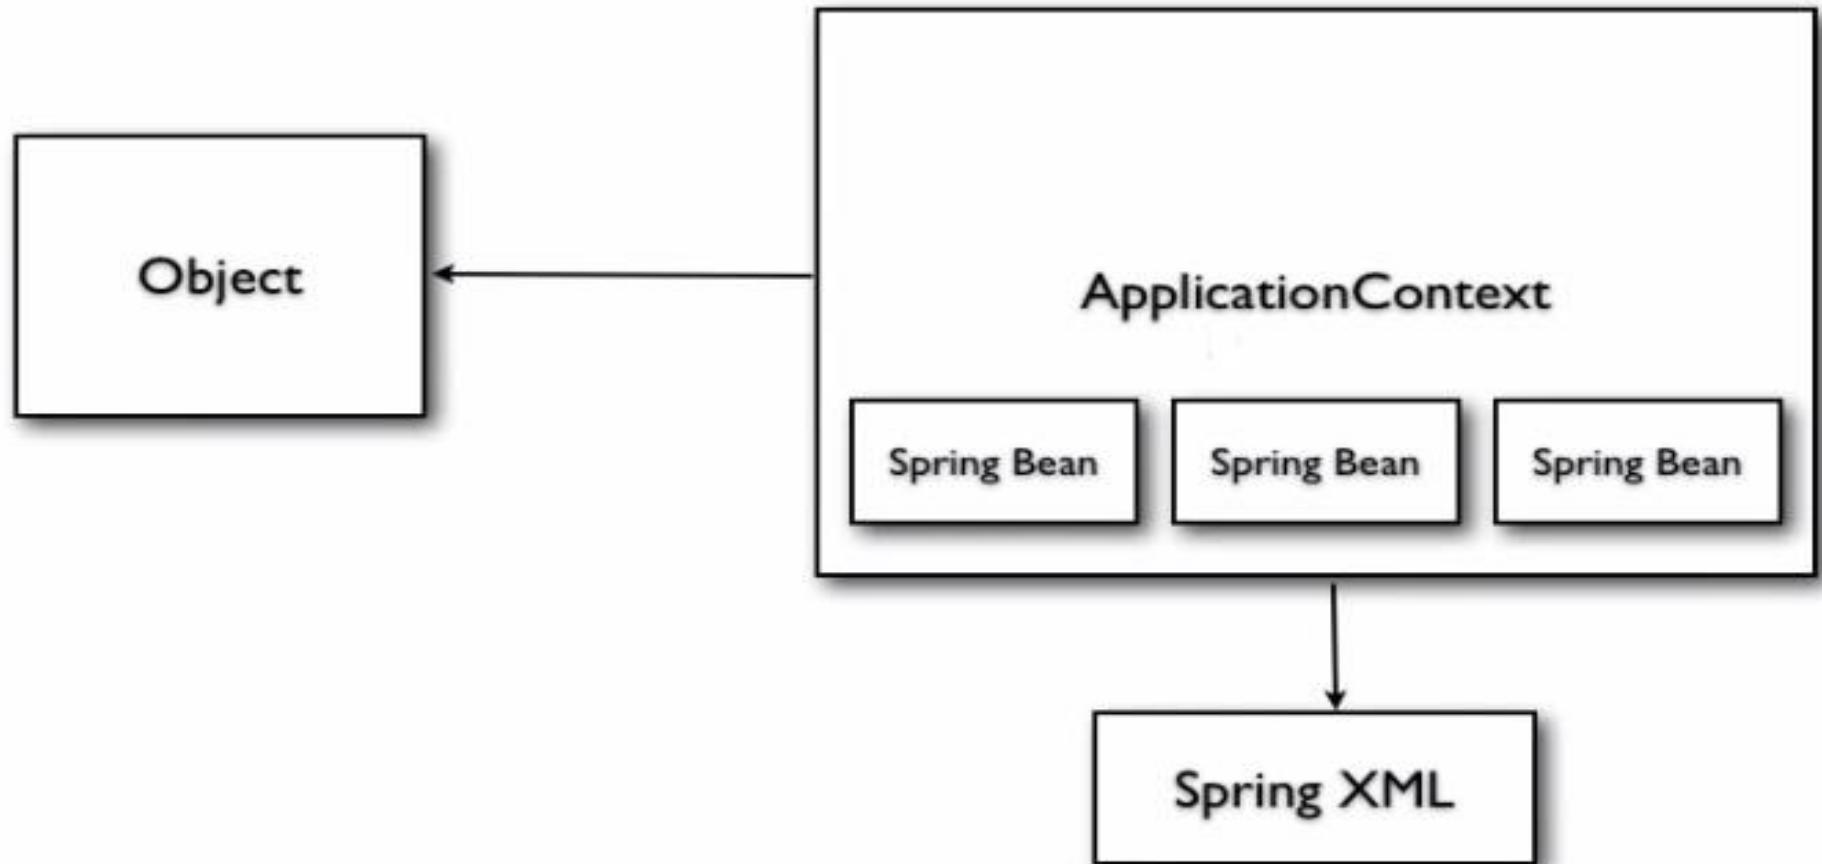 Object
ApplicationContext
Spring Bean
Spring Bean
Spring Bean
Spring XML